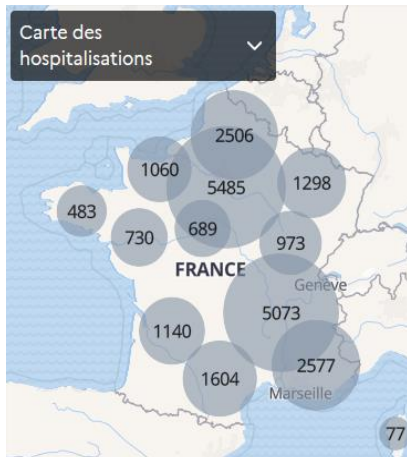 Carte des
hospitalisations
2506
1060
5485
1298
483
689
730
973
FRANCE
Genève
5073
1140
2577
1604
Marseille
77